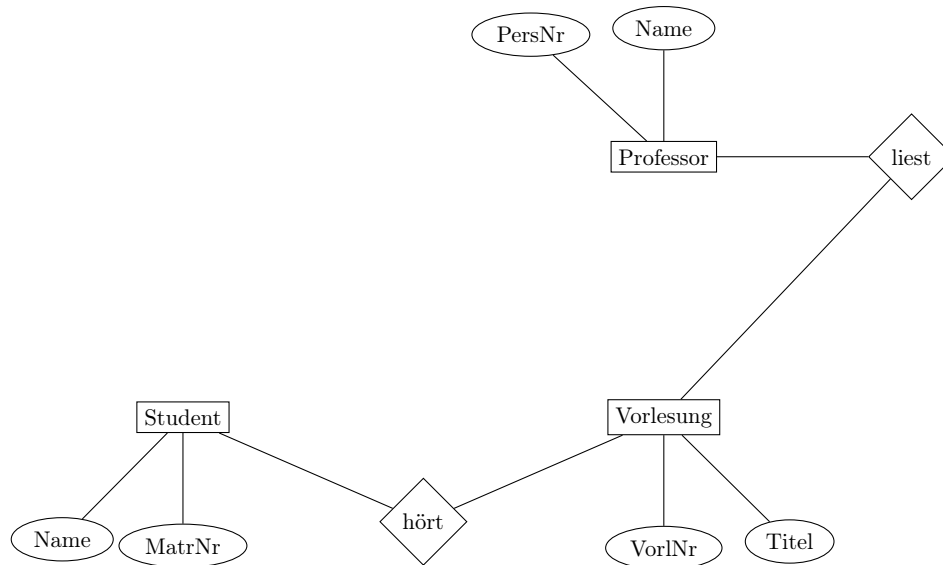 PersNr
Name
Professor
liest
Student
Vorlesung
hört
Name
MatrNr
VorlNr
Titel